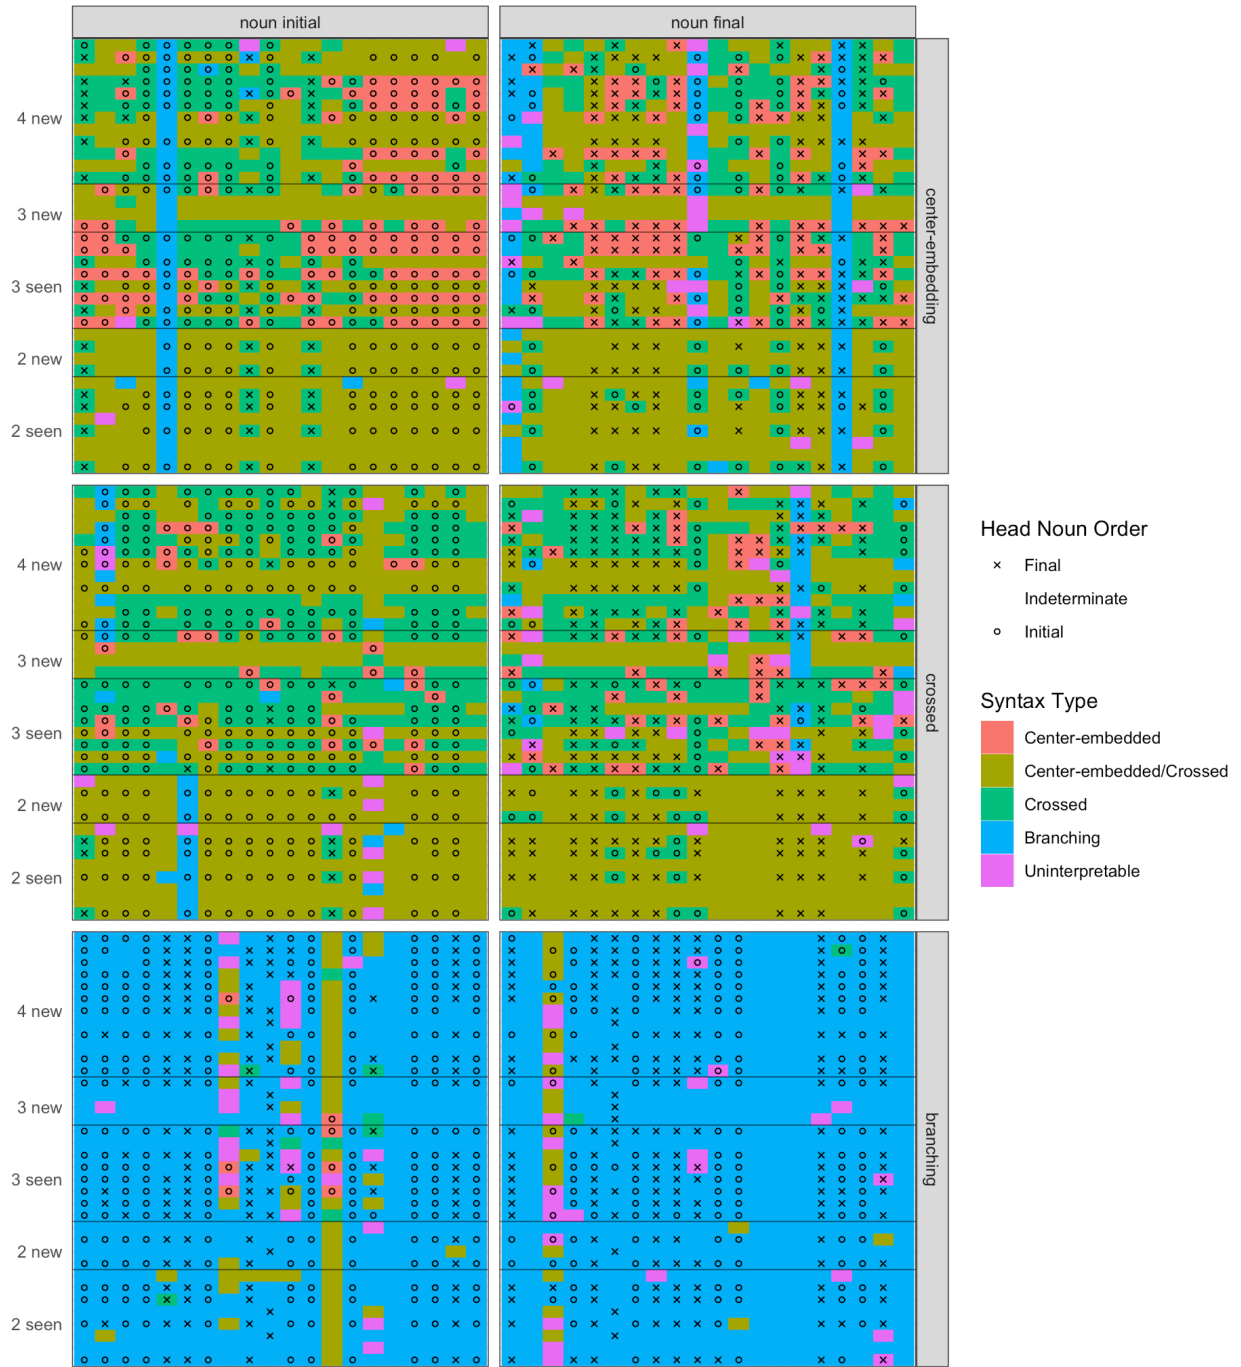 noun initial
noun final
4 new
3 new
3 seen
2 new
2 seen
center-embedding
4 new
3 new
3 seen
2 new
2 seen
crossed
4 new
3 new
3 seen
2 new
2 seen
branching
Head Noun Order
× Final
Indeterminate
o Initial
Syntax Type
Center-embedded
Center-embedded/Crossed
Crossed
Branching
Uninterpretable